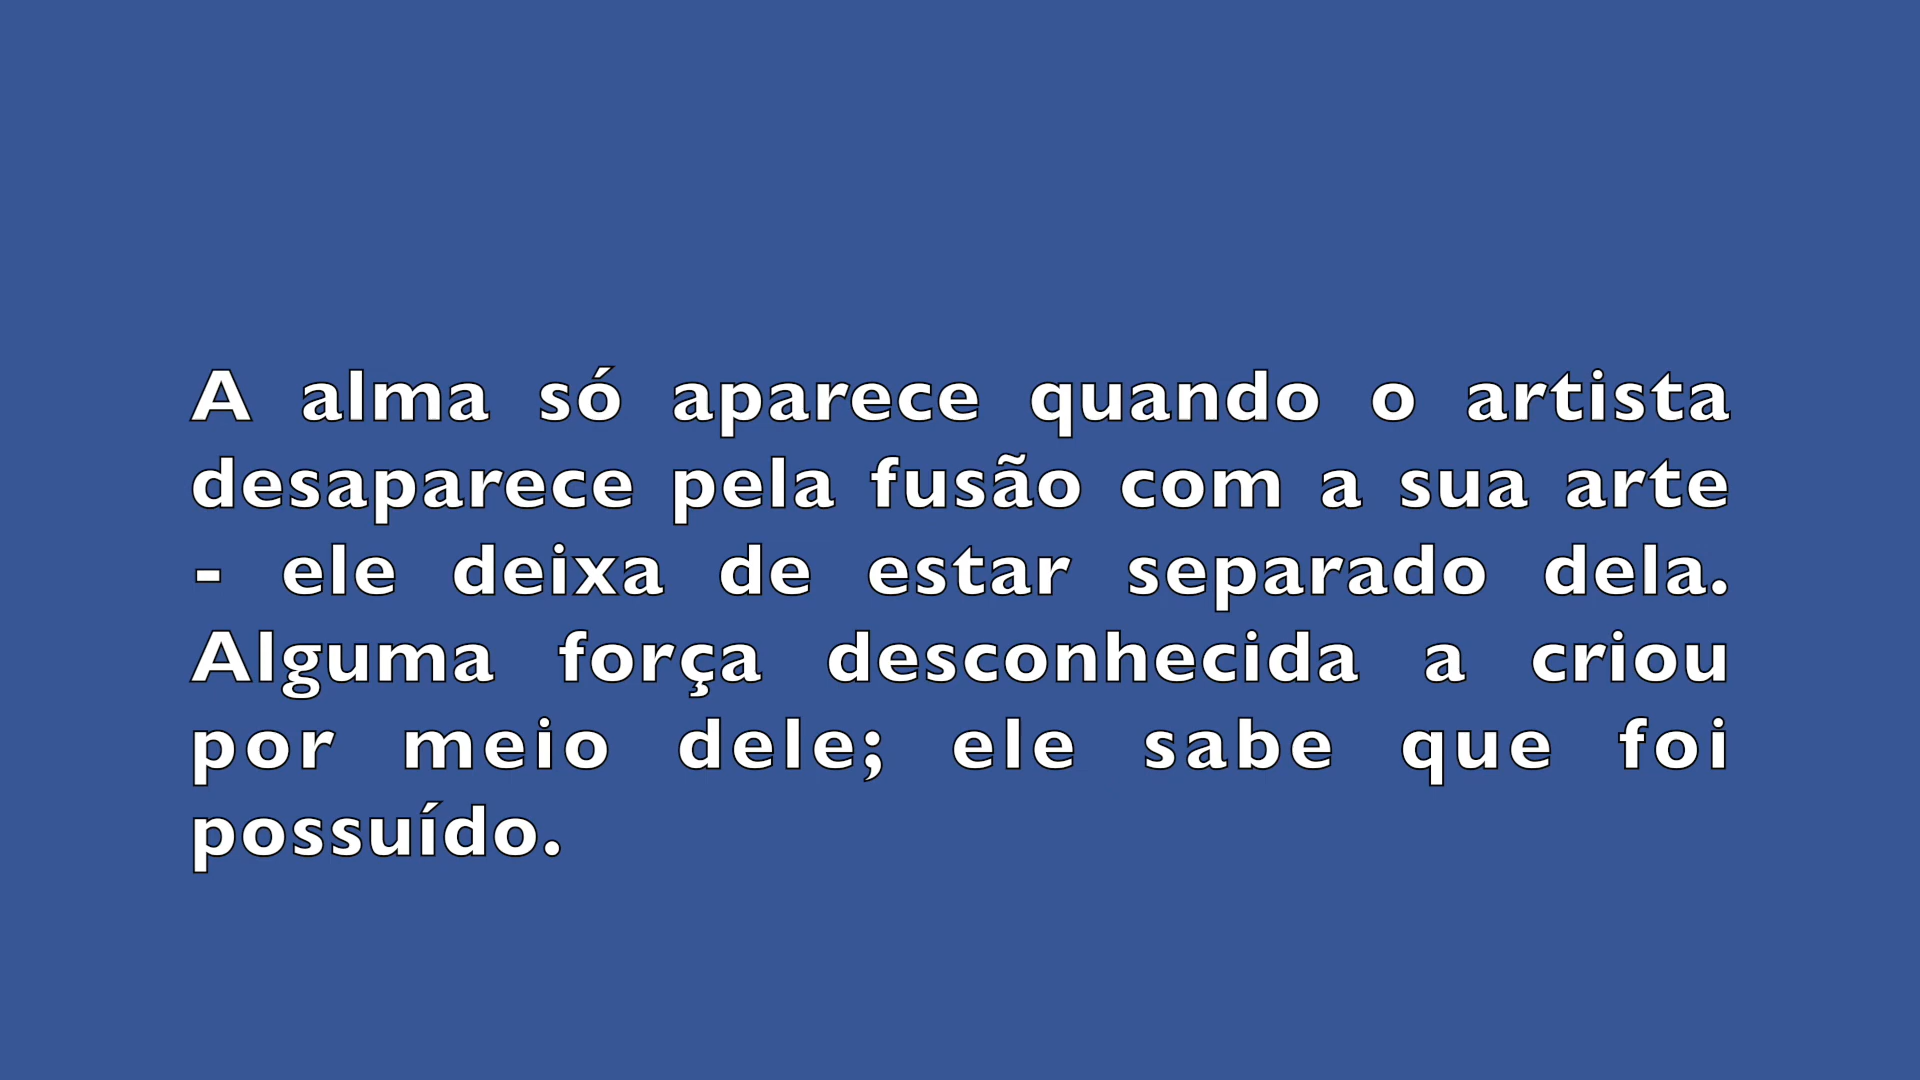 A alma só aparece quando o artista
desaparece pela fusão com a sua arte
- ele deixa de estar separado dela.
Alguma força desconhecida a criou
por meio dele; ele sabe que foi
possuído.